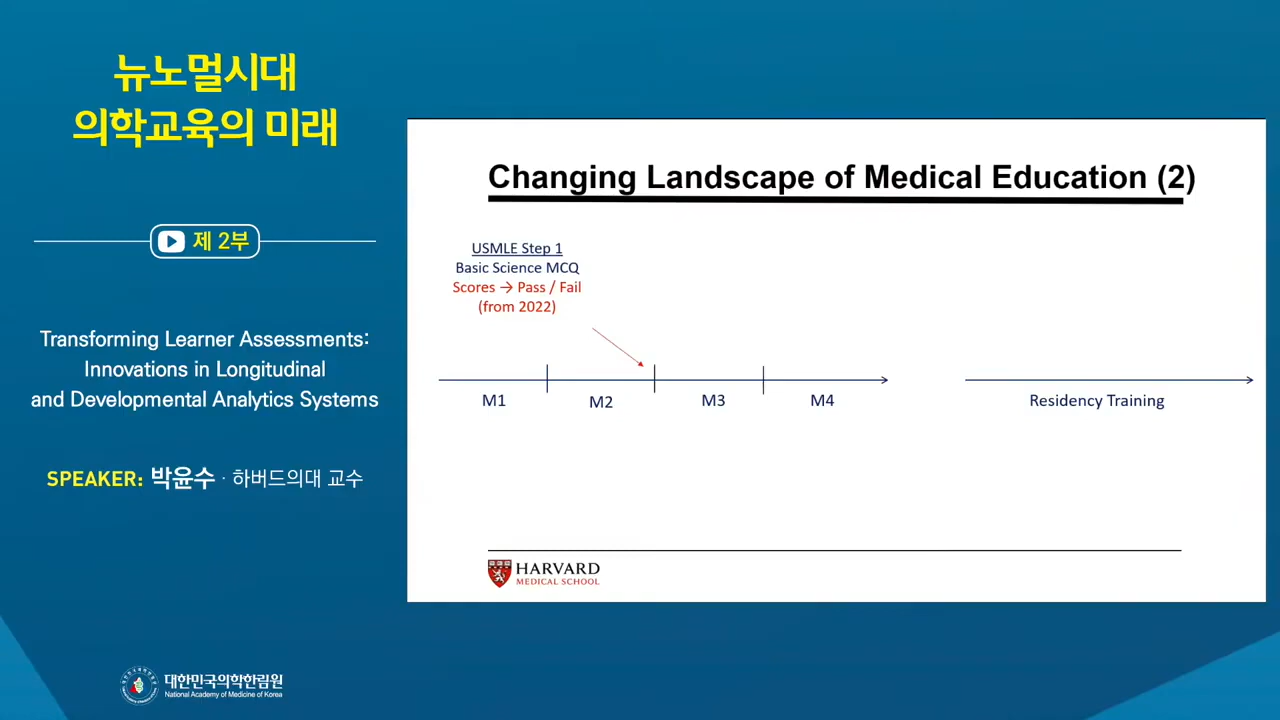 뉴노멀시대
의학교육의 미래
제 2부
Transforming Learner Assessments:
Innovations in Longitudinal
and Developmental Analytics Systems
SPEAKER: 박윤수 · 하버드의대 교수
대한민국의학한림원
National Academy of Medicine of Korea
Changing Landscape of Medical Education (2)
USMLE Step 1
Basic Science MCQ
Scores → Pass / Fail
(from 2022)
M1
M2
M3
M4
Residency Training
HARVARD
MEDICAL SCHOOL